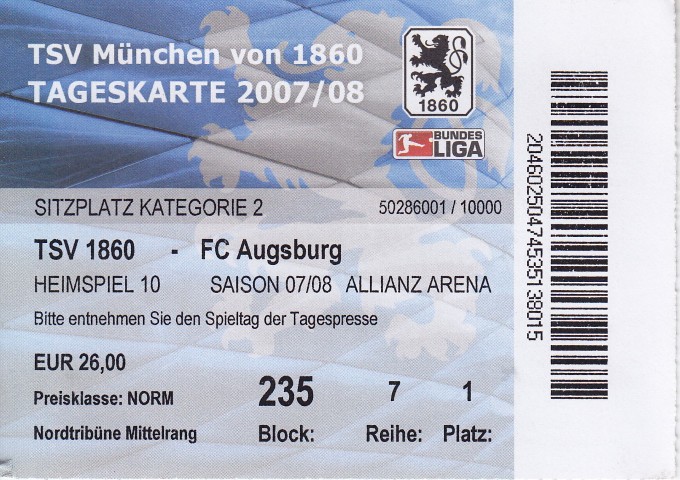 TSV München von 1860
TAGESKARTE 2007/08
1860
BUNDES
LIGA
SITZPLATZ KATEGORIE 2 50286001 / 10000
TSV 1860 - FC Augsburg
HEIMSPIEL 10 SAISON 07/08 ALLIANZ ARENA
Bitte entnehmen Sie den Spieltag der Tagespresse
EUR 26,00
Preisklasse: NORM
Nordtribüne Mittelrang
235 7 1
Block: Reihe: Platz:
2046025047453513​8015